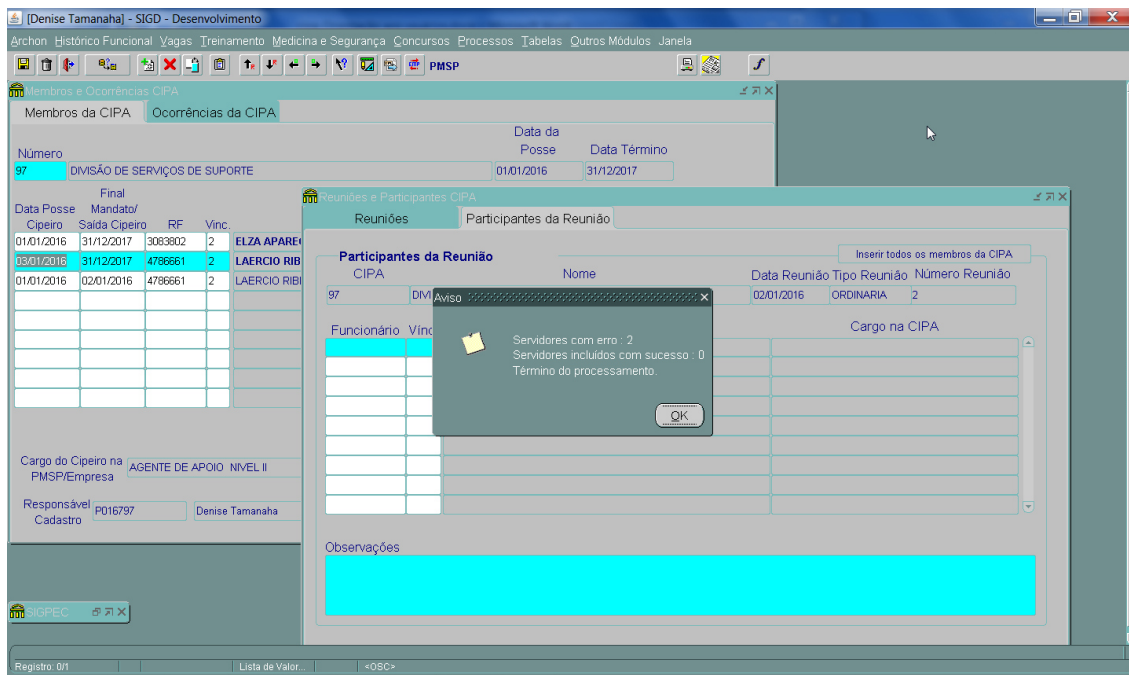 [Denise Tamanaha] - SIGD - Desenvolvimento
Archon Histórico Funcional Vagas Treinamento Medicina e Segurança Concursos Processos Tabelas Outros Módulos Janela
PMSP
Membros e Ocorrências CIPA
Membros da CIPA Ocorrências da CIPA
Número Data da Posse Data Término
97 DIVISÃO DE SERVIÇOS DE SUPORTE 01/01/2016 31/12/2017
Data Posse Cipeiro Final Mandato/ Saída Cipeiro RF Vinc.
01/01/2016 31/12/2017 3083802 2 ELZA APARE
03/01/2016 31/12/2017 4786661 2 LAERCIO RIB
01/01/2016 02/01/2016 4786661 2 LAERCIO RIBI
Cargo do Cipeiro na PMSP/Empresa AGENTE DE APOIO NIVEL II
Responsável Cadastro P016797 Denise Tamanaha
Reuniões e Participantes CIPA
Reuniões Participantes da Reunião
Participantes da Reunião
Inserir todos os membros da CIPA
CIPA Nome Data Reunião Tipo Reunião Número Reunião
97 DIVI 02/01/2016 ORDINARIA 2
Funcionário Vínc Cargo na CIPA
Aviso
Servidores com erro : 2
Servidores incluídos com sucesso : 0
Término do processamento.
OK
Observações
SIGPEC
Registro: 0/1 Lista de Valor... <OSC>